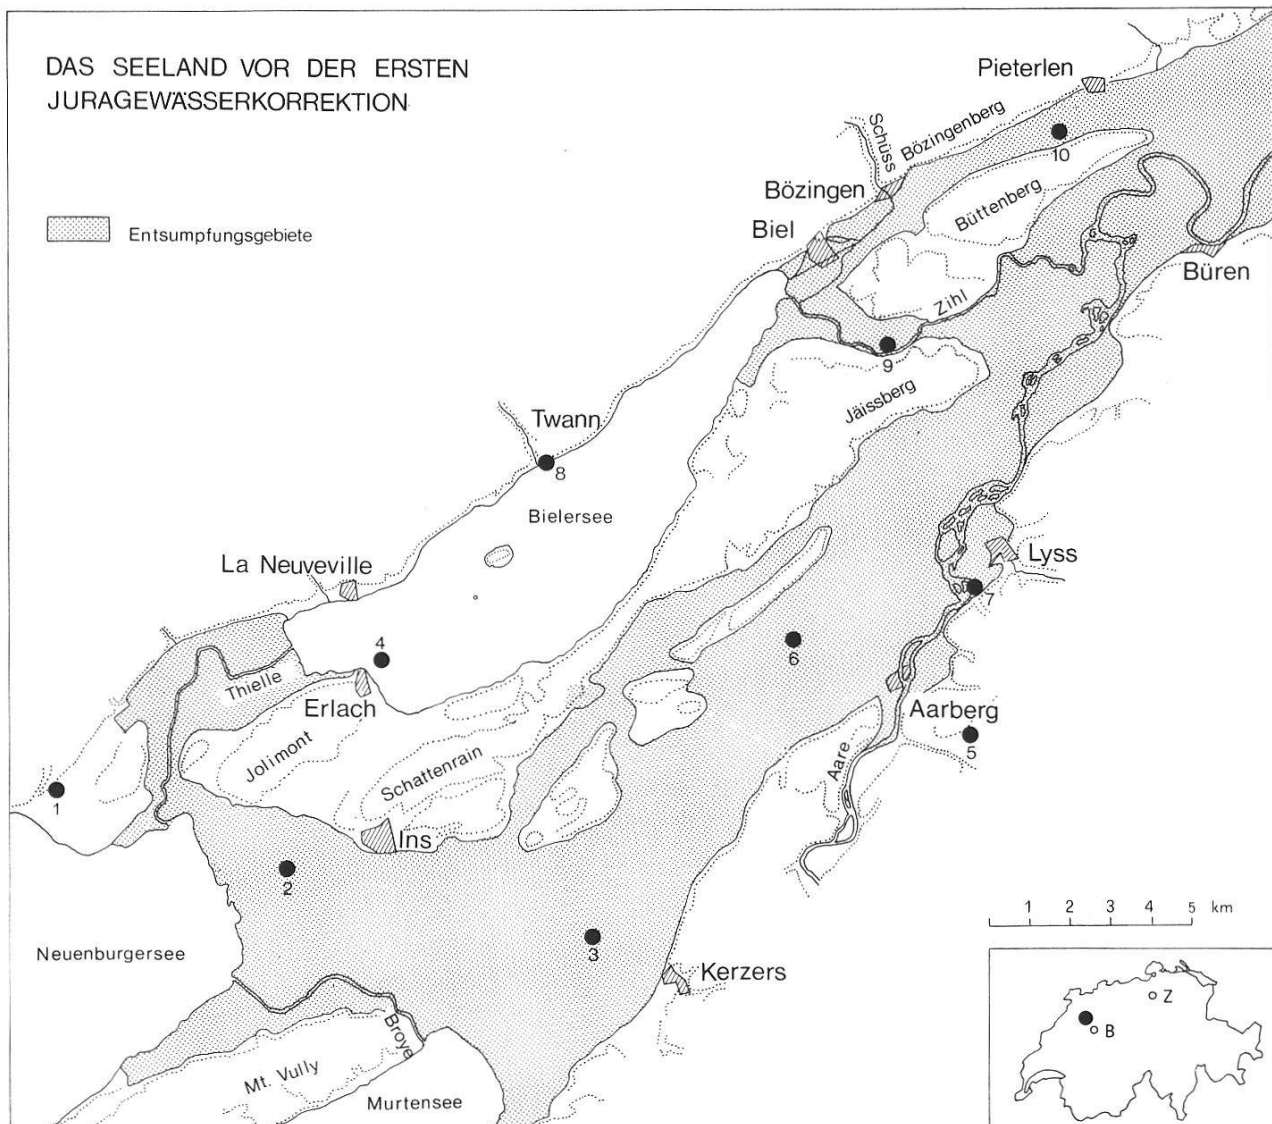 DAS SEELAND VOR DER ERSTEN
JURAGEWÄSSERKORREKTION
Entsumpfungsgebiete
Pieterlen
Schüss
Bözingenberg
10
Bözingen
Büttenberg
Biel
Büren
Zihl
9
Jäissberg
Twann
8
Bielersee
La Neuveville
Lyss
7
4
6
Thielle
Erlach
Aarberg
5
Jolimont
Schattenrain
Aare
1
Ins
2
1 2 3 4 5 km
Neuenburgersee
3
Kerzers
Broye
Z
B
Mt. Vully
Murtensee